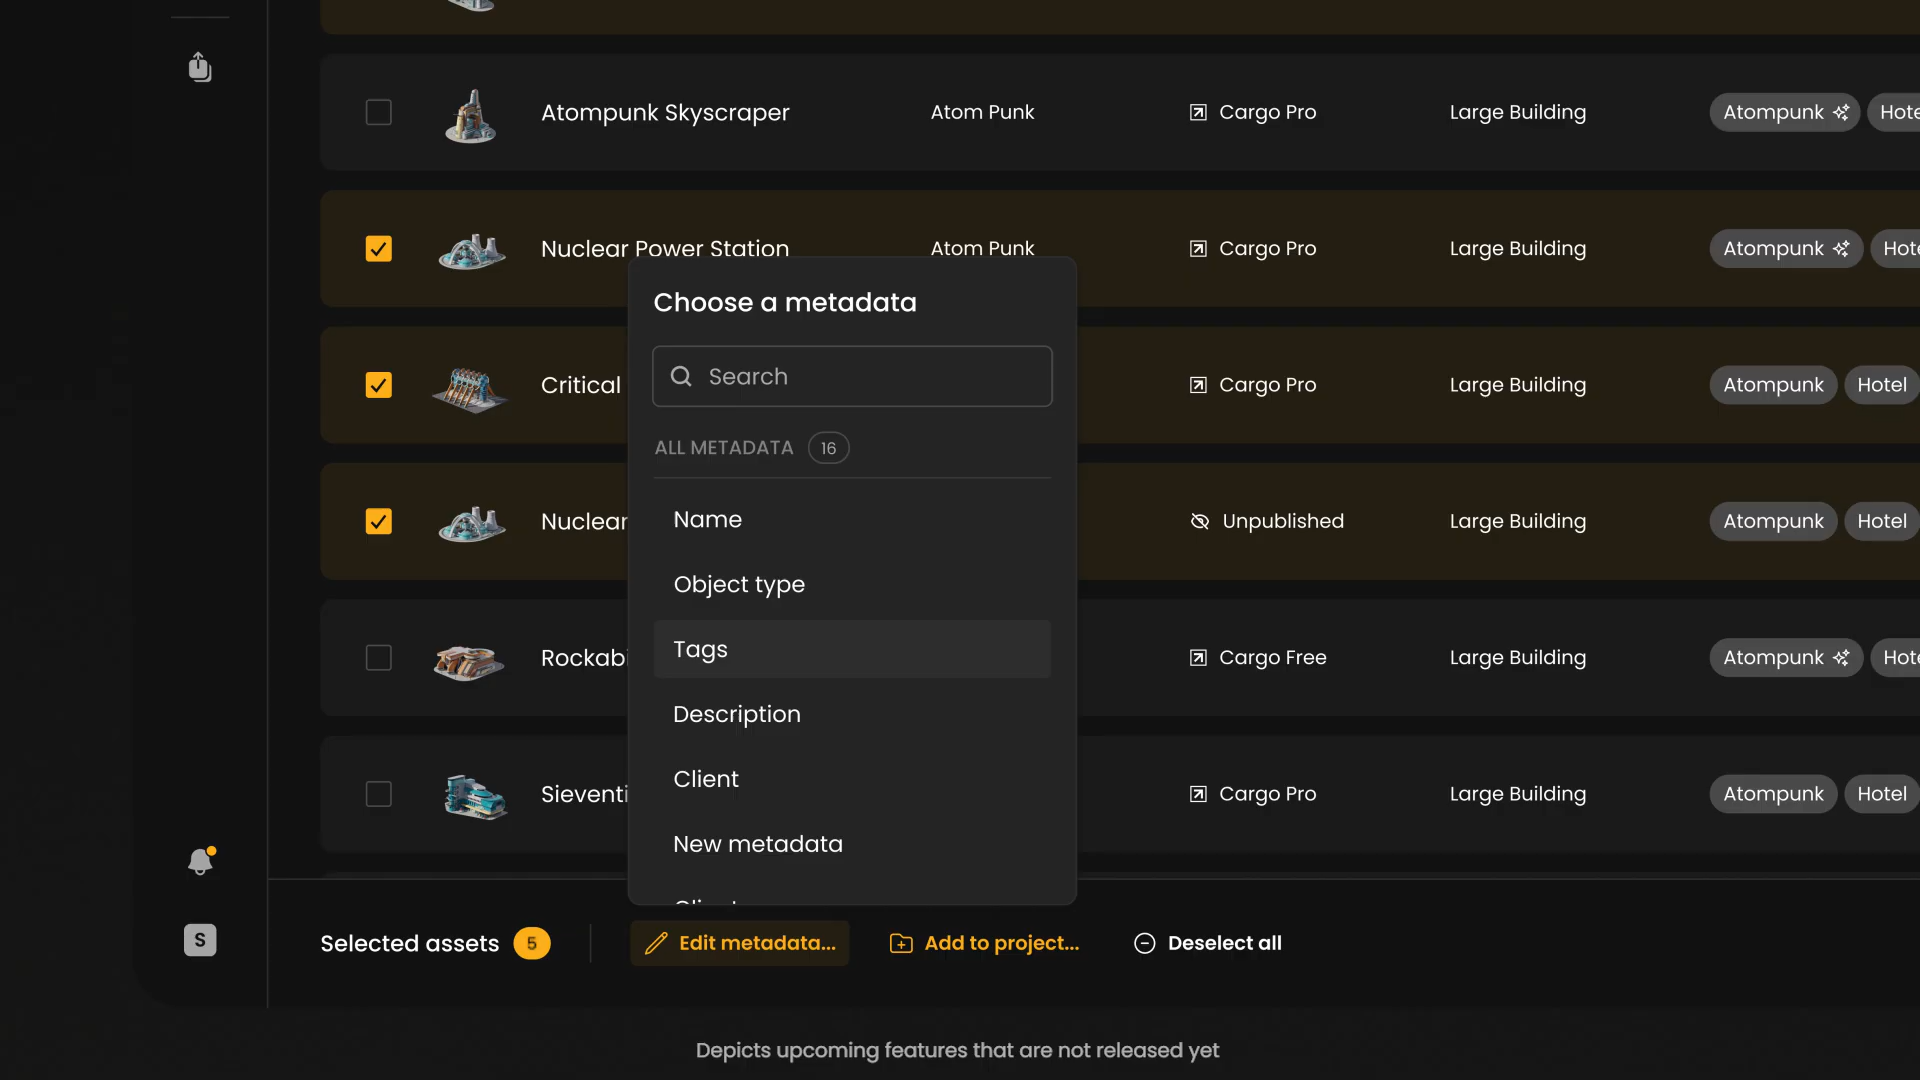 Atompunk Skyscraper Atom Punk Cargo Pro Large Building Atompunk
Nuclear Power Station Atom Punk Cargo Pro Large Building Atompunk
Choose a metadata
Search
Critical Cargo Pro Large Building Atompunk Hotel
ALL METADATA 16
Name
Nuclear Unpublished Large Building Atompunk Hotel
Object type
Tags
Cargo Free Large Building Atompunk
Description
Client
Cargo Pro Large Building Atompunk Hotel
New metadata
S
Selected assets 5 Edit metadata... Add to project... Deselect all
Depicts upcoming features that are not released yet